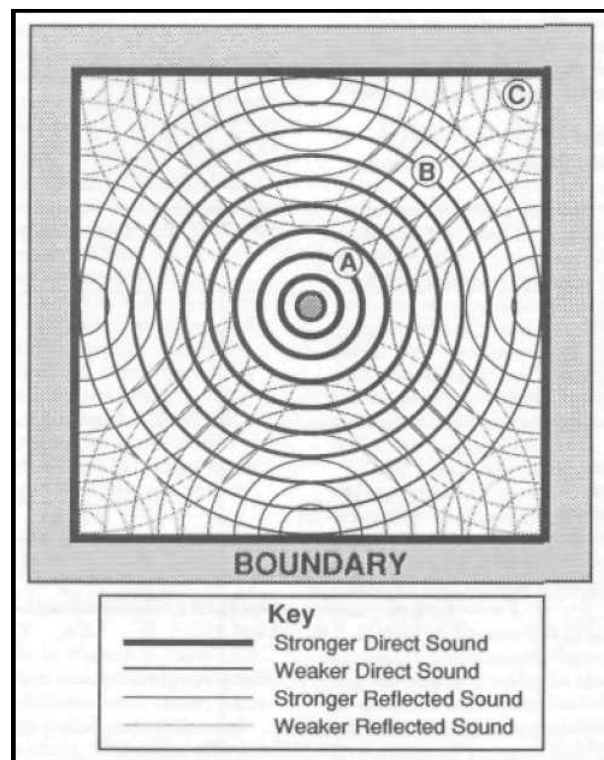 C
B
A
BOUNDARY
Key
Stronger Direct Sound
Weaker Direct Sound
Stronger Reflected Sound
Weaker Reflected Sound